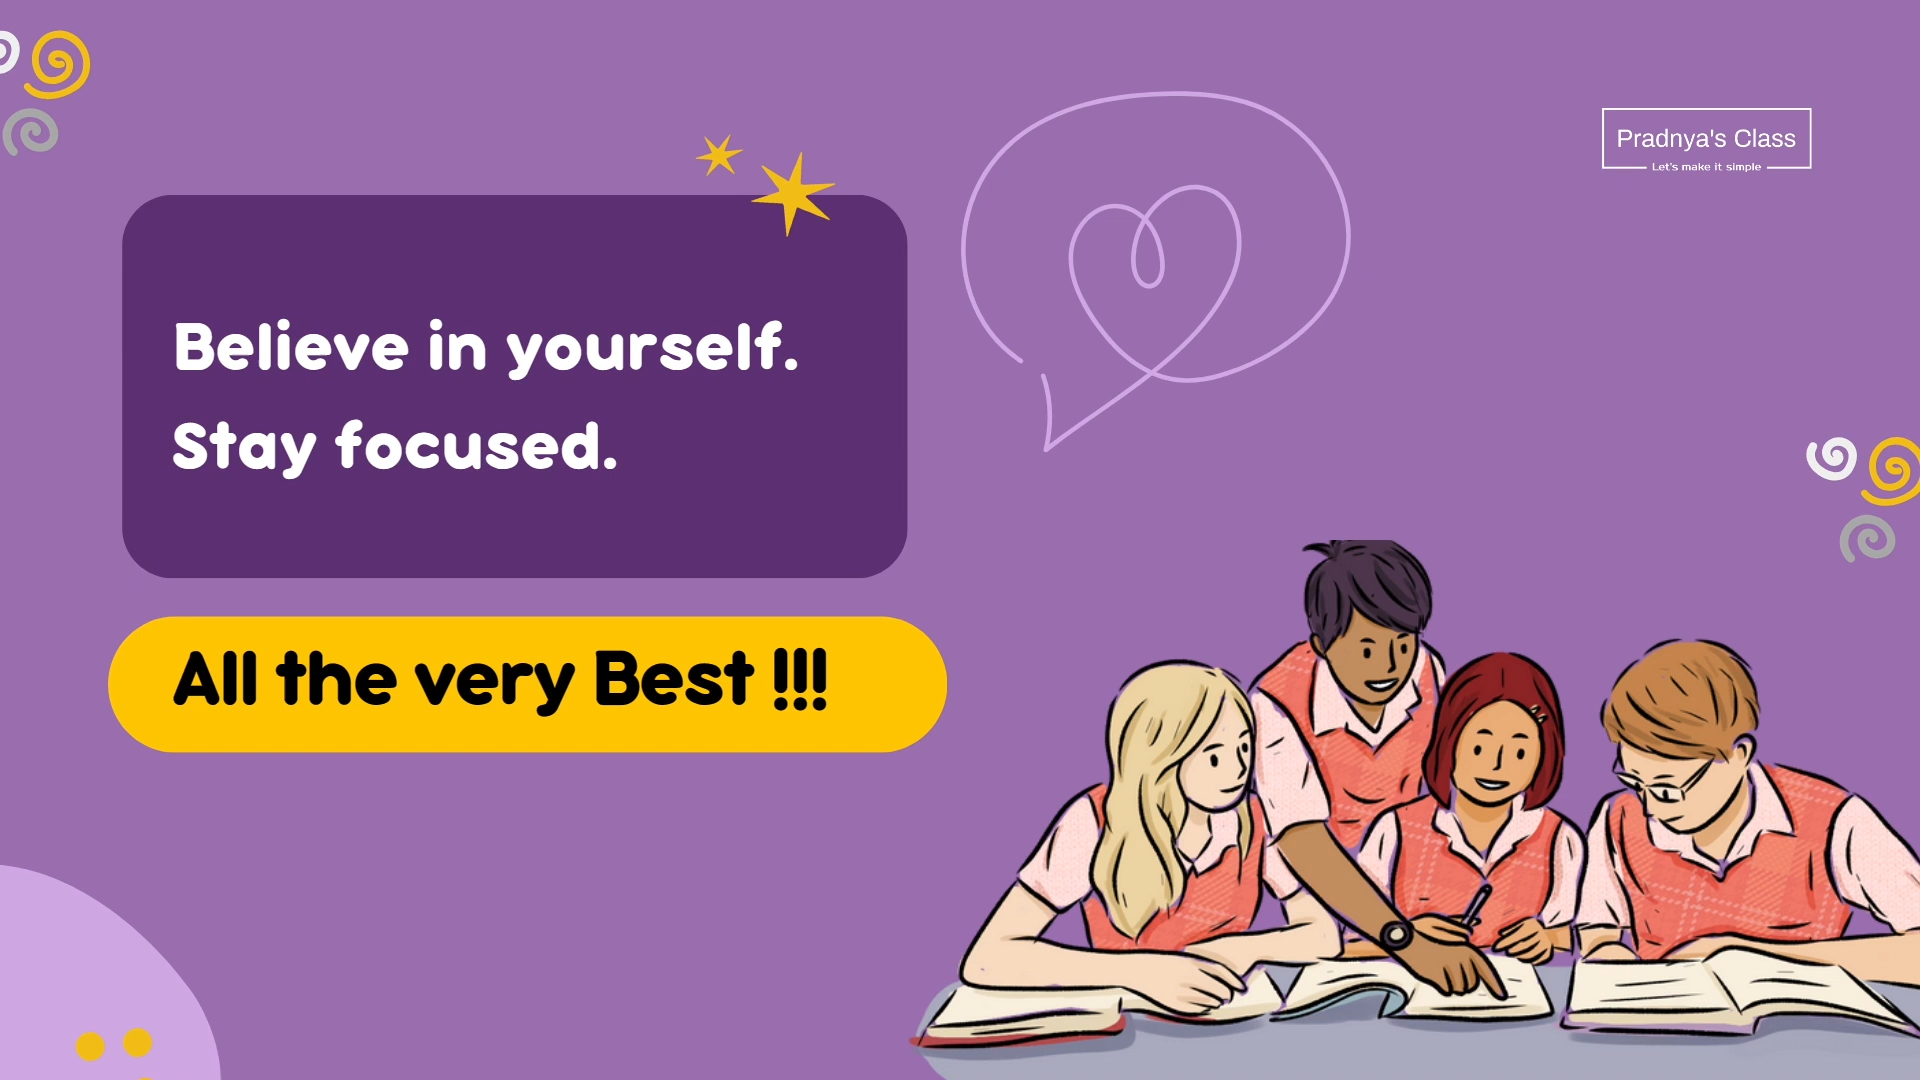 Pradnya's Class
Let's make it simple
Believe in yourself.
Stay focused.
All the very Best !!!